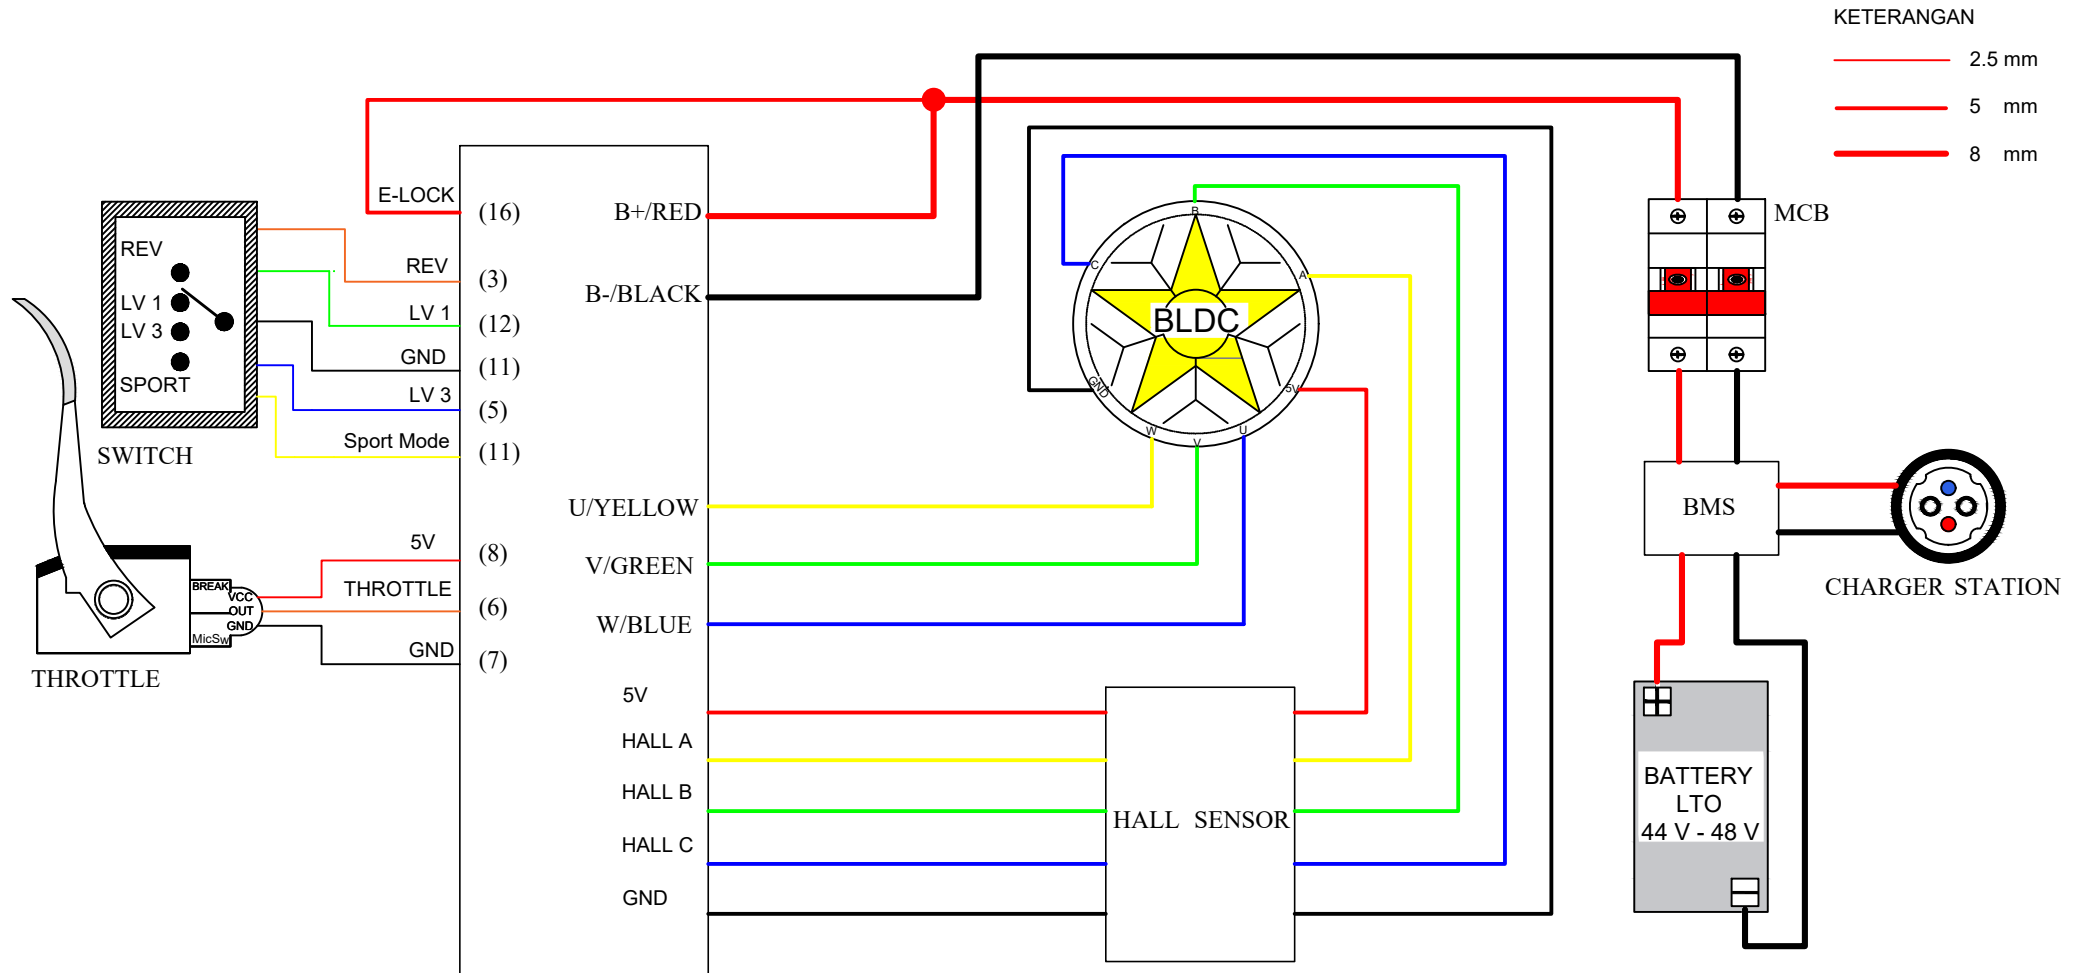 KETERANGAN
2.5 mm
5 mm
8 mm
E-LOCK
(16)
REV
(3)
LV 1
(12)
GND
(11)
LV 3
(5)
Sport Mode
(11)
5V
(8)
THROTTLE
(6)
GND
(7)
B+/RED
B-/BLACK
U/YELLOW
V/GREEN
W/BLUE
5V
HALL A
HALL B
HALL C
GND
REV
LV 1
LV 3
SPORT
SWITCH
BREAK
VCC
OUT
GND
MicSw
THROTTLE
B
A
C
BLDC
GND
5V
W
V
U
HALL SENSOR
MCB
BMS
CHARGER STATION
BATTERY
LTO
44 V - 48 V